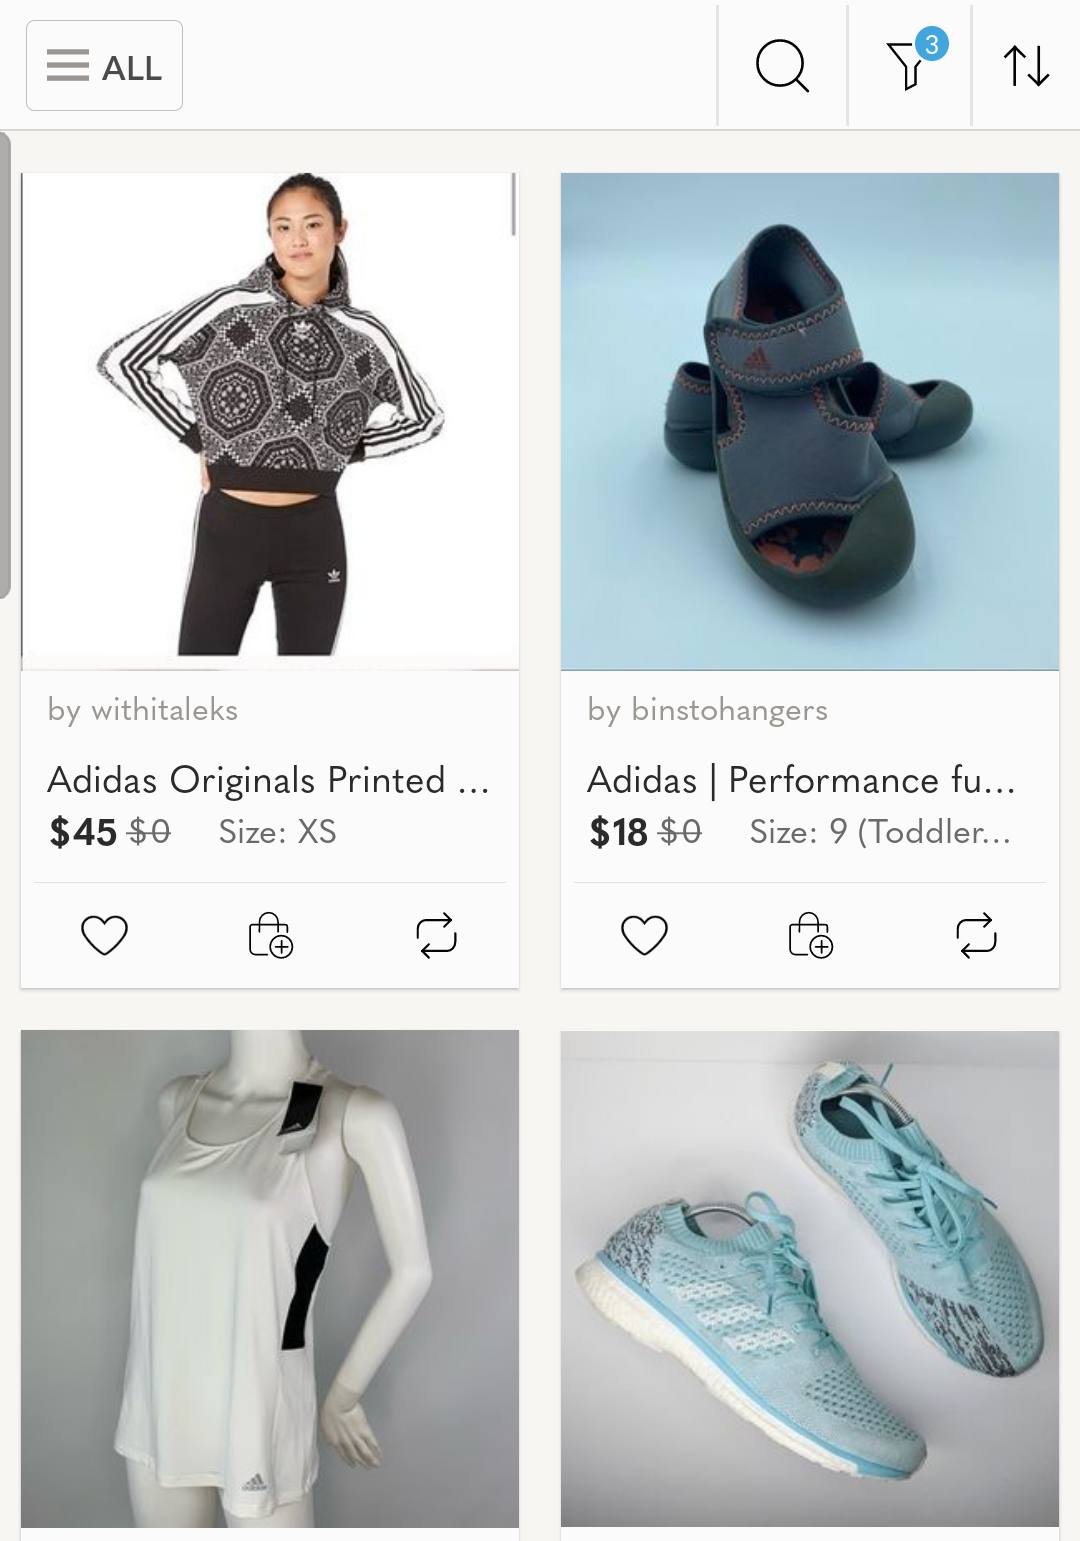 ALL
3
by withitaleks
Adidas Originals Printed ...
$45 $0 Size: XS
by binstohangers
Adidas | Performance fu...
$18 $0 Size: 9 (Toddler...
adidas